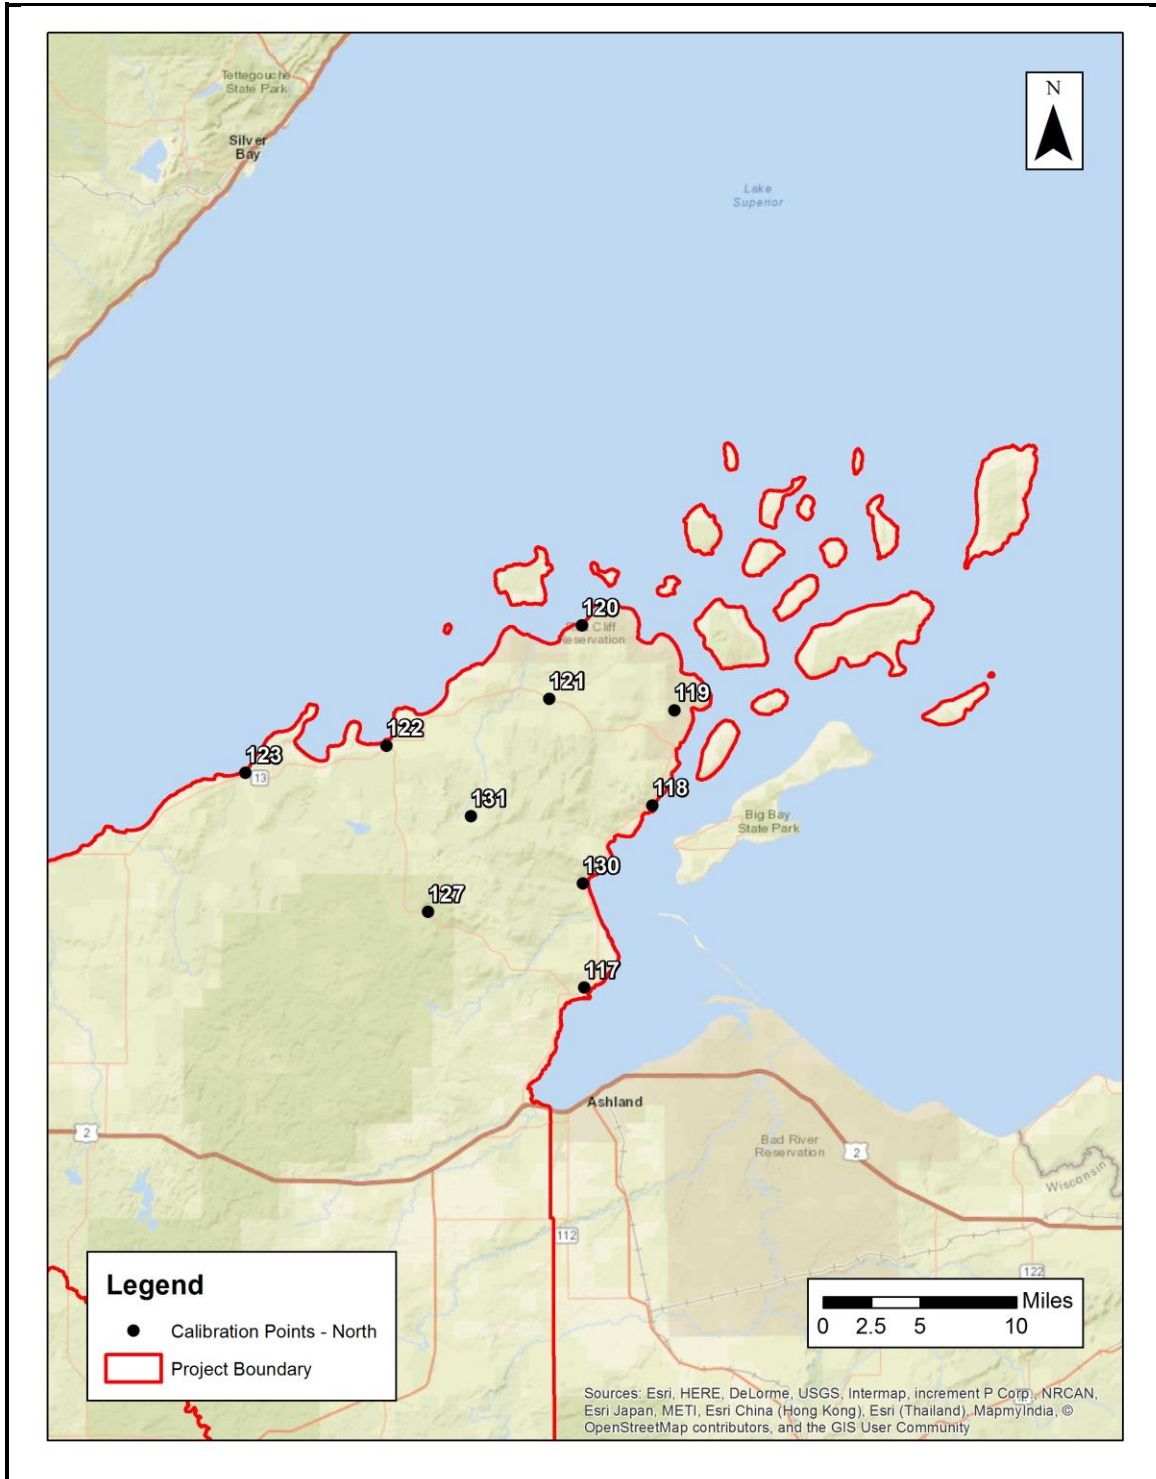 Tettegouche
State Park
Silver
Bay
N
Lake
Superior
120
Cliff
Reservation
121
119
122
123
13
118
131
Big Bay
State Park
130
127
117
Ashland
2
Bad River
Reservation
2
Wisconsin
112
122
Legend
Calibration Points - North
Project Boundary
Miles
0 2.5 5 10
Sources: Esri, HERE, DeLorme, USGS, Intermap, increment P Corp., NRCAN,
Esri Japan, METI, Esri China (Hong Kong), Esri (Thailand), MapmyIndia, ©
OpenStreetMap contributors, and the GIS User Community